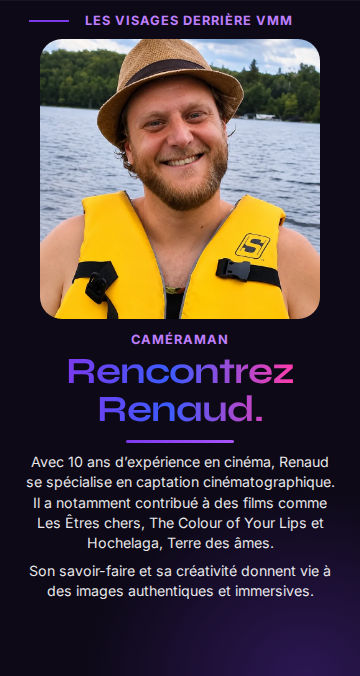 LES VISAGES DERRIÈRE VMM
S
CAMÉRAMAN
Rencontrez
Renaud.
Avec 10 ans d'expérience en cinéma, Renaud
se spécialise en captation cinématographique.
Il a notamment contribué à des films comme
Les Êtres chers, The Colour of Your Lips et
Hochelaga, Terre des âmes.
Son savoir-faire et sa créativité donnent vie à
des images authentiques et immersives.